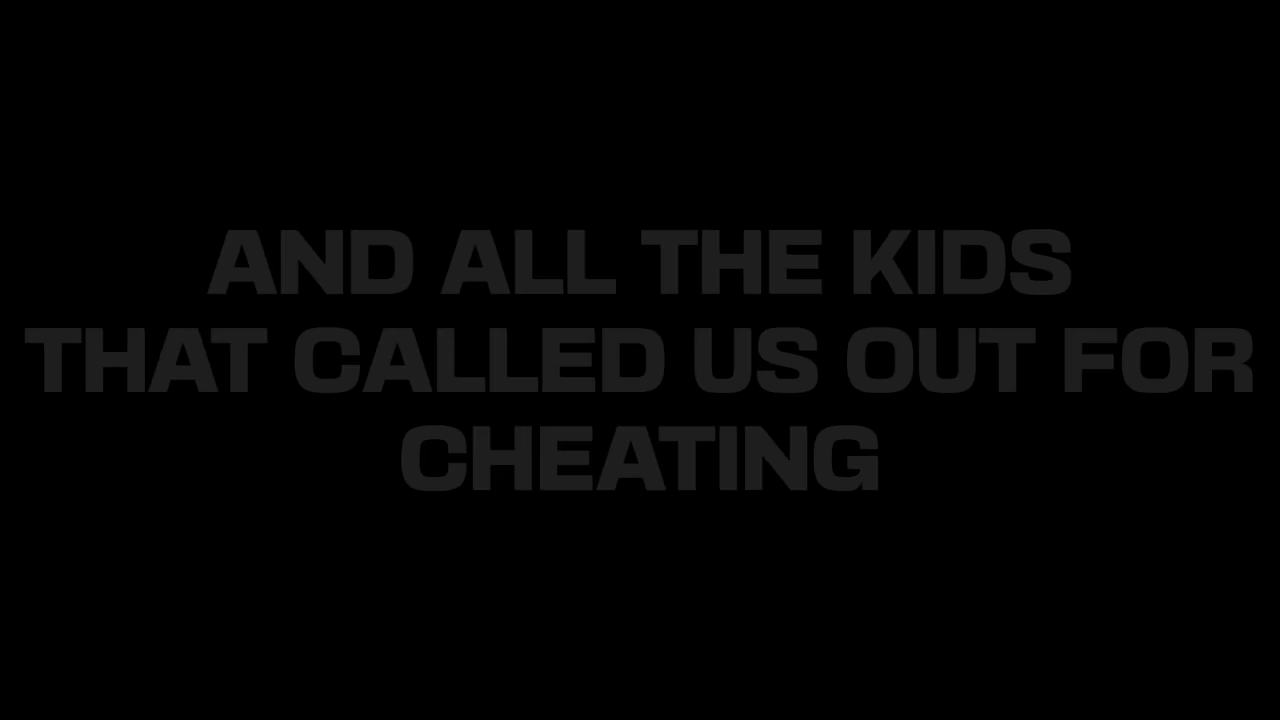 AND ALL THE KIDS
THAT CALLED US OUT FOR
CHEATING